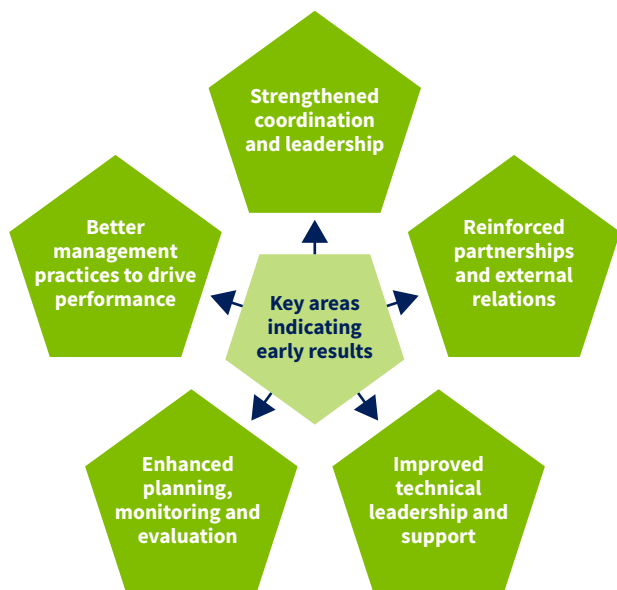 Strengthened
coordination
and leadership
Better
management
practices to drive
performance
Reinforced
partnerships
and external
relations
Key areas
indicating
early results
Enhanced
planning,
monitoring and
evaluation
Improved
technical
leadership and
support